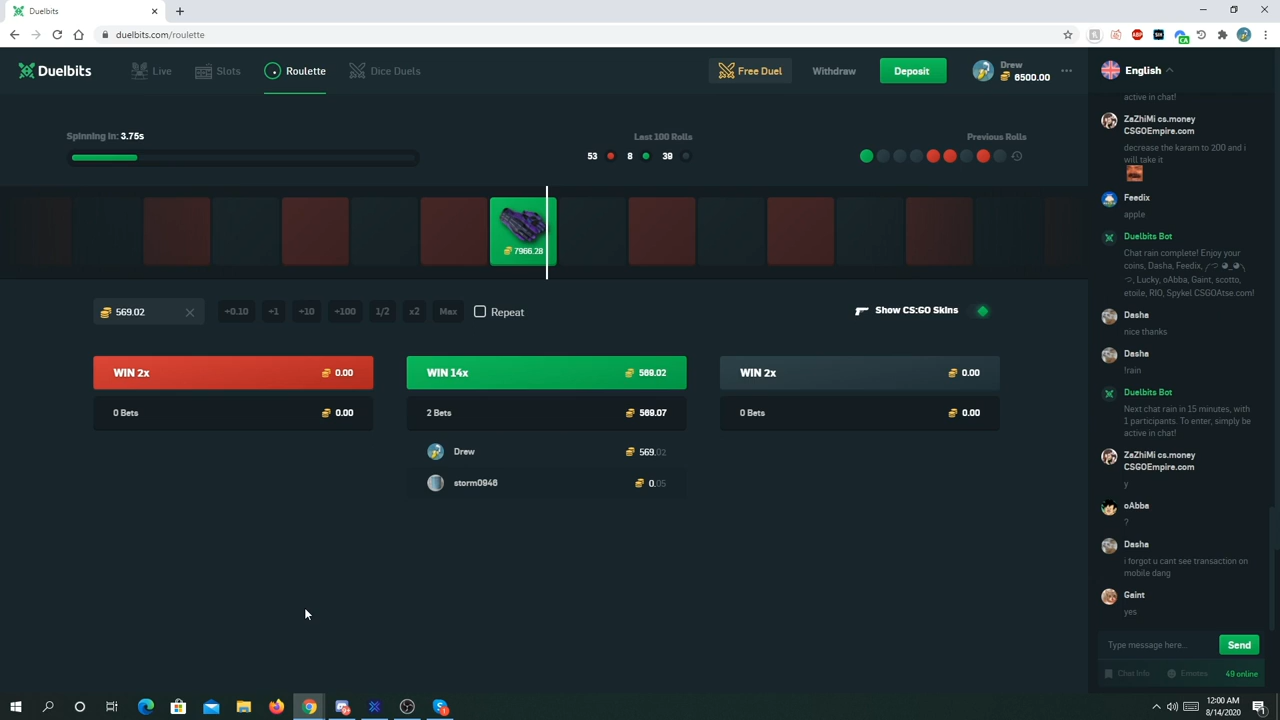 Duelbits
duelbits.com/roulette
Duelbits
Live
Slots
Roulette
Dice Duels
Free Duel
Withdraw
Deposit
Drew
6500.00
English
Spinning In: 3.75s
Last 100 Rolls
53
8
39
Previous Rolls
7966.28
569.02
+0.10
+1
+10
+100
1/2
x2
Max
Repeat
Show CS:GO Skins
WIN 2x
0.00
0 Bets
0.00
WIN 14x
569.02
2 Bets
569.07
Drew
569.02
storm0946
0.05
WIN 2x
0.00
0 Bets
0.00
active in chat!
ZaZhiMi cs.money
CSGOEmpire.com
decrease the karam to 200 and i
will take it
Feedix
apple
Duelbits Bot
Chat rain complete! Enjoy your
coins, Dasha, Feedix,
Lucky, oAbba, Gaint, scotto,
etoile, RIO, Spykel CSGOAtse.com!
Dasha
nice thanks
Dasha
!rain
Duelbits Bot
Next chat rain in 15 minutes, with
1 participants. To enter, simply be
active in chat!
ZaZhiMi cs.money
CSGOEmpire.com
y
oAbba
?
Dasha
i forgot u cant see transaction on
mobile dang
Gaint
yes
Type message here...
Send
Chat Info
Emotes
49 online
12:00 AM
8/14/2020